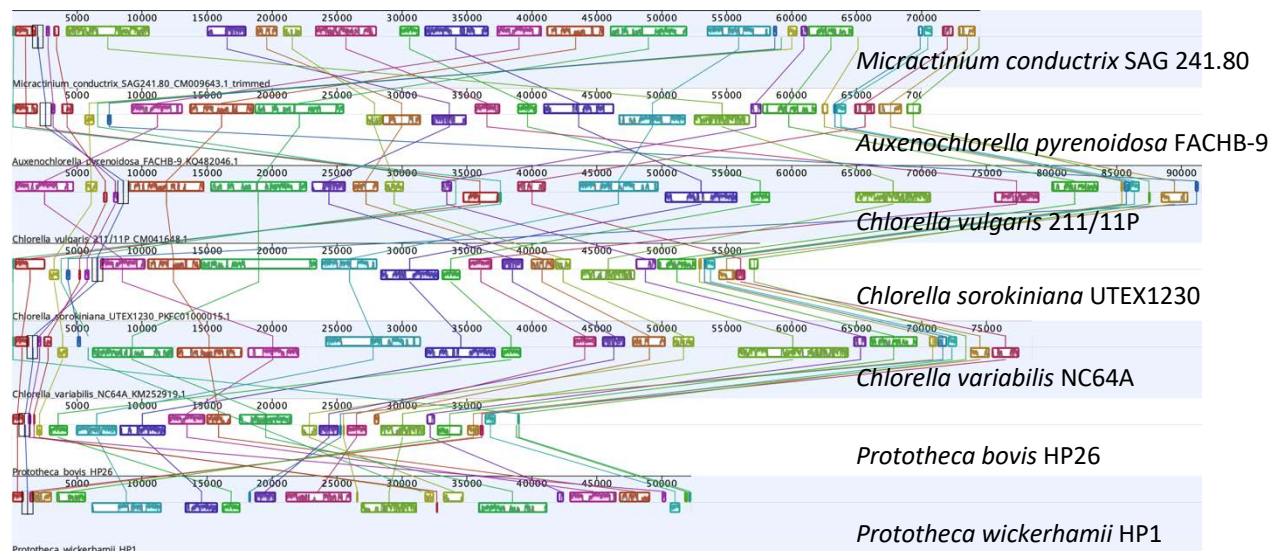 5000 10000 15000 20000 25000 30000 35000 40000 45000 50000 55000 60000 65000 70000
Micractinium conductrix SAG 241.80
Micractinium_conductrix_SAG241.80_CM009643.1_trimmed
5000 10000 15000 20000 25000 30000 35000 40000 45000 50000 55000 60000 65000
Auxenochlorella pyrenoidosa FACHB-9
Auxenochlorella_pyrenoidosa_FACHB-9_KQ482046.1
5000 10000 15000 20000 25000 30000 35000 40000 45000 50000 55000 60000 65000 70000 75000 80000 85000 90000
Chlorella vulgaris 211/11P
Chlorella_vulgaris_211/11P_CM041648.1
5000 10000 15000 20000 25000 30000 35000 40000 45000 50000 55000
Chlorella sorokiniana UTEX1230
Chlorella_sorokiniana_UTEX1230_PKFC01000015.1
5000 10000 15000 20000 25000 30000 35000 40000 45000 50000 55000 60000 65000 70000 75000
Chlorella variabilis NC64A
Chlorella_variabilis_NC64A_KM252919.1
5000 10000 15000 20000 25000 30000 35000
Prototheca bovis HP26
Prototheca_bovis_HP26
5000 10000 15000 20000 25000 30000 35000 40000 45000 50000
Prototheca wickerhamii HP1
Prototheca_wickerhamii_HP1